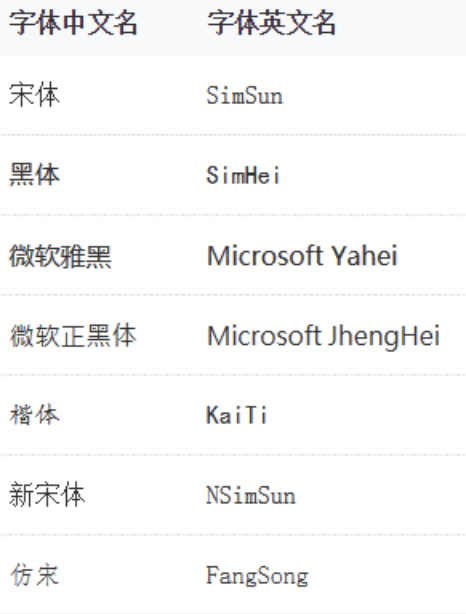 字体中文名 字体英文名
宋体 SimSun
黑体 SimHei
微软雅黑 Microsoft Yahei
微软正黑体 Microsoft JhengHei
楷体 KaiTi
新宋体 NSimSun
仿宋 FangSong